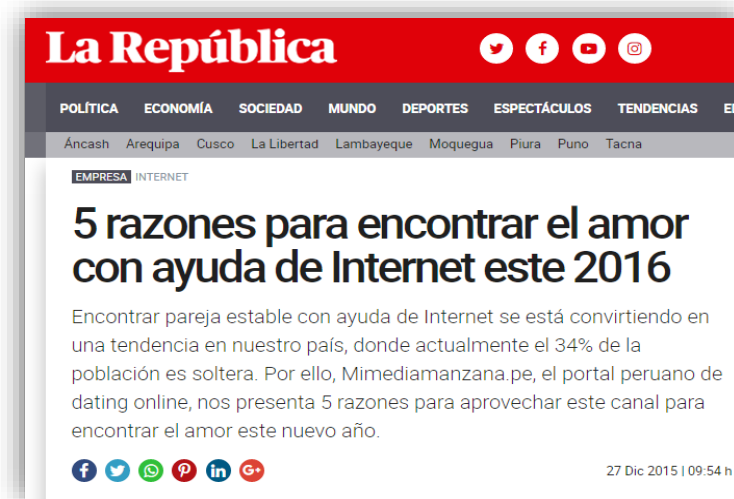 La República
POLÍTICA ECONOMÍA SOCIEDAD MUNDO DEPORTES ESPECTÁCULOS TENDENCIAS
Áncash Arequipa Cusco La Libertad Lambayeque Moquegua Piura Puno Tacna
EMPRESA INTERNET
5 razones para encontrar el amor
con ayuda de Internet este 2016
Encontrar pareja estable con ayuda de Internet se está convirtiendo en
una tendencia en nuestro país, donde actualmente el 34% de la
población es soltera. Por ello, Mimediamanzana.pe, el portal peruano de
dating online, nos presenta 5 razones para aprovechar este canal para
encontrar el amor este nuevo año.
27 Dic 2015 | 09:54 h